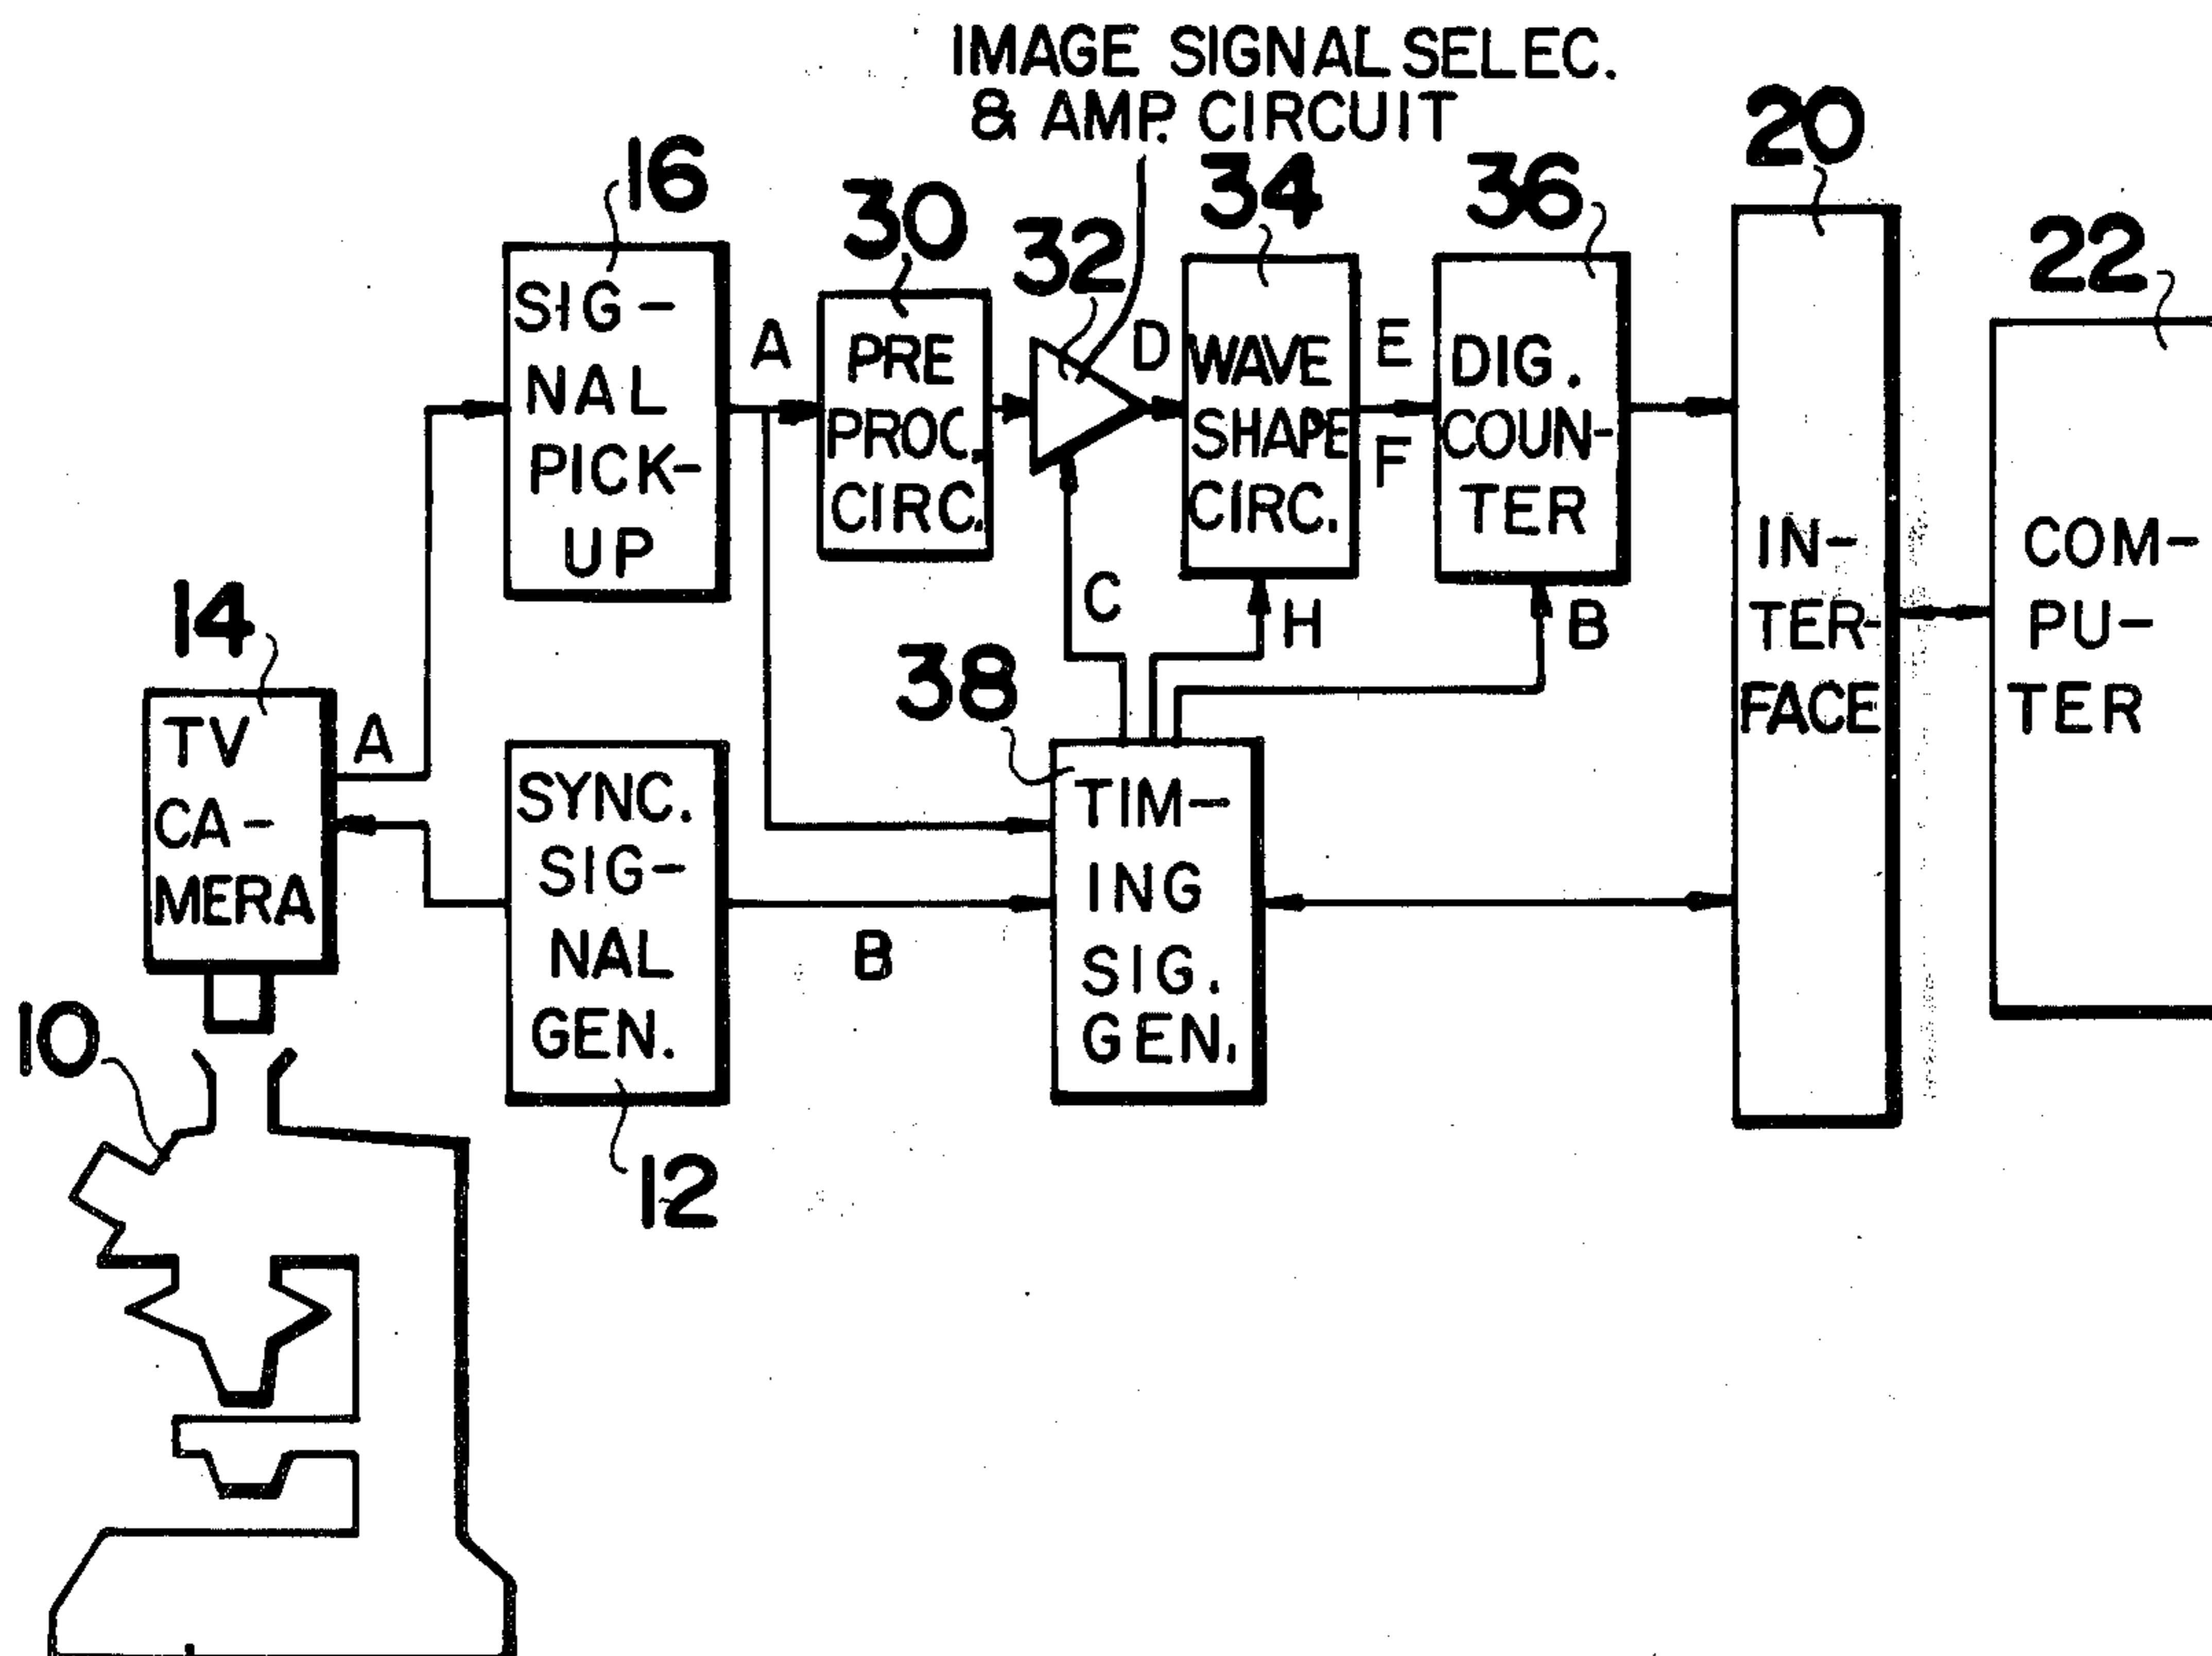 IMAGE SIGNAL SELEC.
& AMP. CIRCUIT
16
30
32
34
36
20
22
SIG-
NAL
PICK-
UP
A
PRE
PROC.
CIRC.
D
WAVE
SHAPE
CIRC.
E
F
DIG.
COUN-
TER
IN-
TER-
FACE
COM-
PU-
TER
C
H
B
14
TV
CA-
MERA
A
SYNC.
SIG-
NAL
GEN.
B
38
TIM-
ING
SIG.
GEN.
10
12